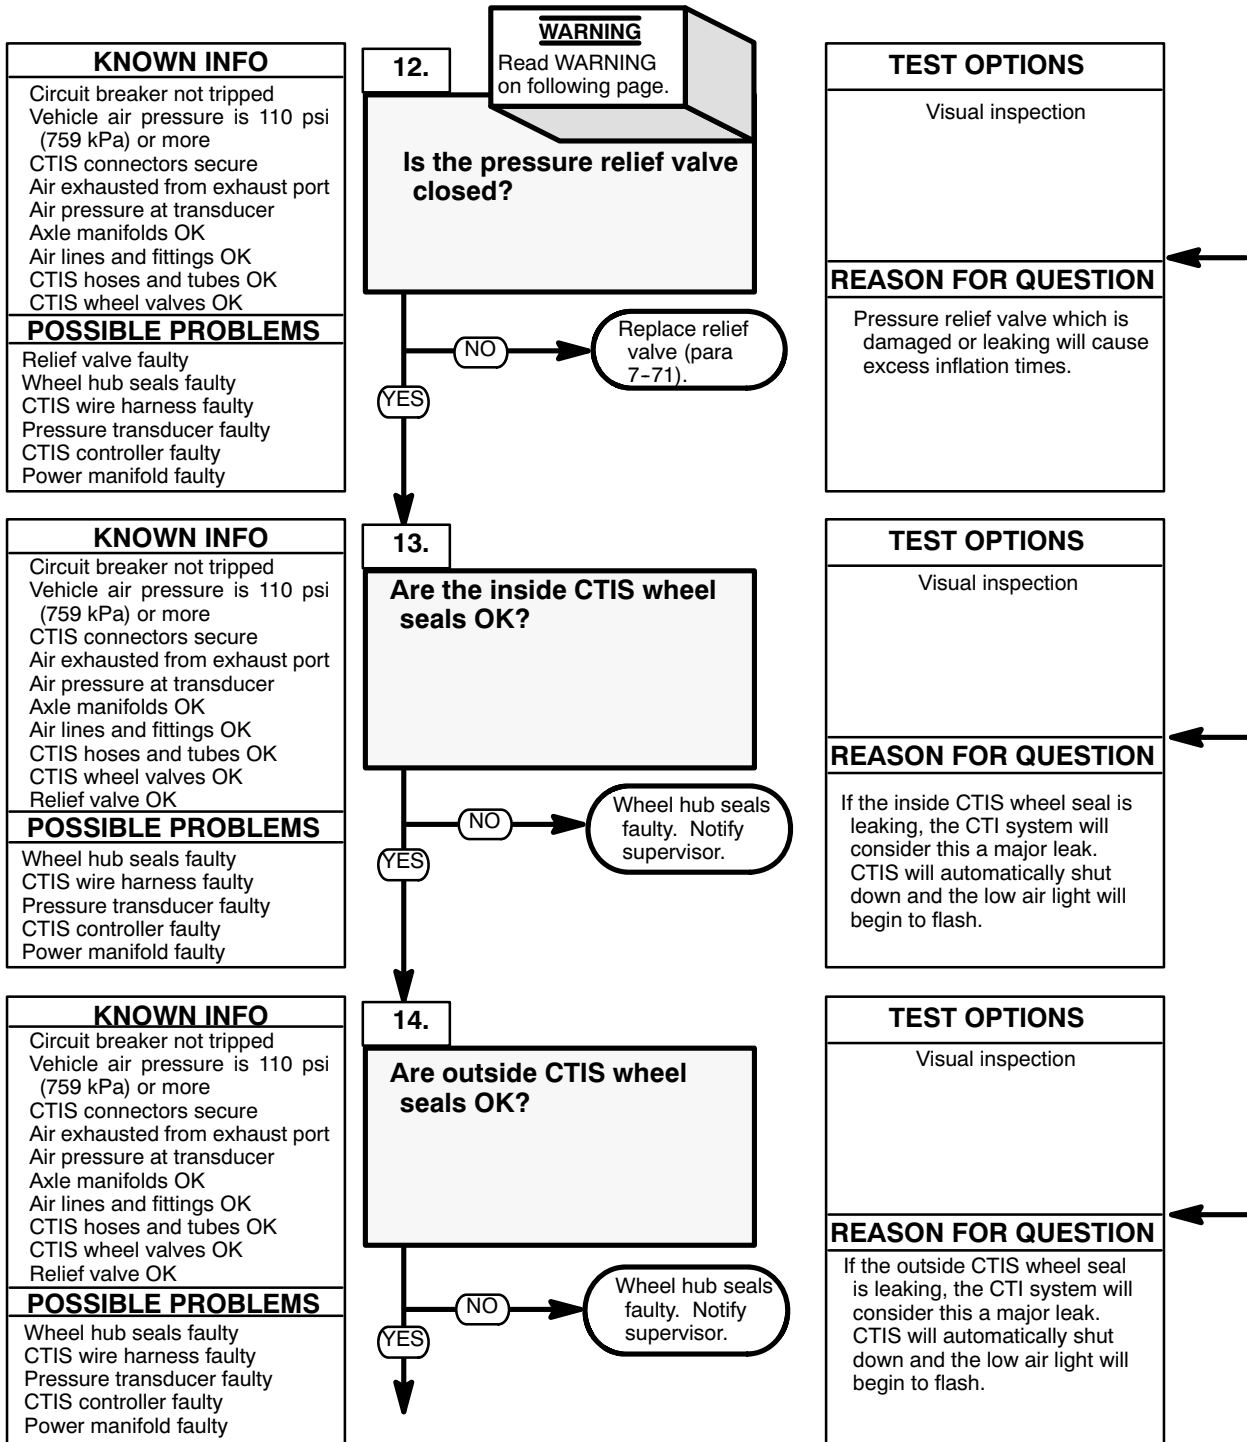 WARNING
Read WARNING
on following page.
KNOWN INFO
Circuit breaker not tripped
Vehicle air pressure is 110 psi
(759 kPa) or more
CTIS connectors secure
Air exhausted from exhaust port
Air pressure at transducer
Axle manifolds OK
Air lines and fittings OK
CTIS hoses and tubes OK
CTIS wheel valves OK
POSSIBLE PROBLEMS
Relief valve faulty
Wheel hub seals faulty
CTIS wire harness faulty
Pressure transducer faulty
CTIS controller faulty
Power manifold faulty
12.
Is the pressure relief valve
closed?
NO
Replace relief
valve (para
7-71).
YES
TEST OPTIONS
Visual inspection
REASON FOR QUESTION
Pressure relief valve which is
damaged or leaking will cause
excess inflation times.
KNOWN INFO
Circuit breaker not tripped
Vehicle air pressure is 110 psi
(759 kPa) or more
CTIS connectors secure
Air exhausted from exhaust port
Air pressure at transducer
Axle manifolds OK
Air lines and fittings OK
CTIS hoses and tubes OK
CTIS wheel valves OK
Relief valve OK
POSSIBLE PROBLEMS
Wheel hub seals faulty
CTIS wire harness faulty
Pressure transducer faulty
CTIS controller faulty
Power manifold faulty
13.
Are the inside CTIS wheel
seals OK?
NO
Wheel hub seals
faulty. Notify
supervisor.
YES
TEST OPTIONS
Visual inspection
REASON FOR QUESTION
If the inside CTIS wheel seal is
leaking, the CTI system will
consider this a major leak.
CTIS will automatically shut
down and the low air light will
begin to flash.
KNOWN INFO
Circuit breaker not tripped
Vehicle air pressure is 110 psi
(759 kPa) or more
CTIS connectors secure
Air exhausted from exhaust port
Air pressure at transducer
Axle manifolds OK
Air lines and fittings OK
CTIS hoses and tubes OK
CTIS wheel valves OK
Relief valve OK
POSSIBLE PROBLEMS
Wheel hub seals faulty
CTIS wire harness faulty
Pressure transducer faulty
CTIS controller faulty
Power manifold faulty
14.
Are outside CTIS wheel
seals OK?
NO
Wheel hub seals
faulty. Notify
supervisor.
YES
TEST OPTIONS
Visual inspection
REASON FOR QUESTION
If the outside CTIS wheel seal
is leaking, the CTI system will
consider this a major leak.
CTIS will automatically shut
down and the low air light will
begin to flash.